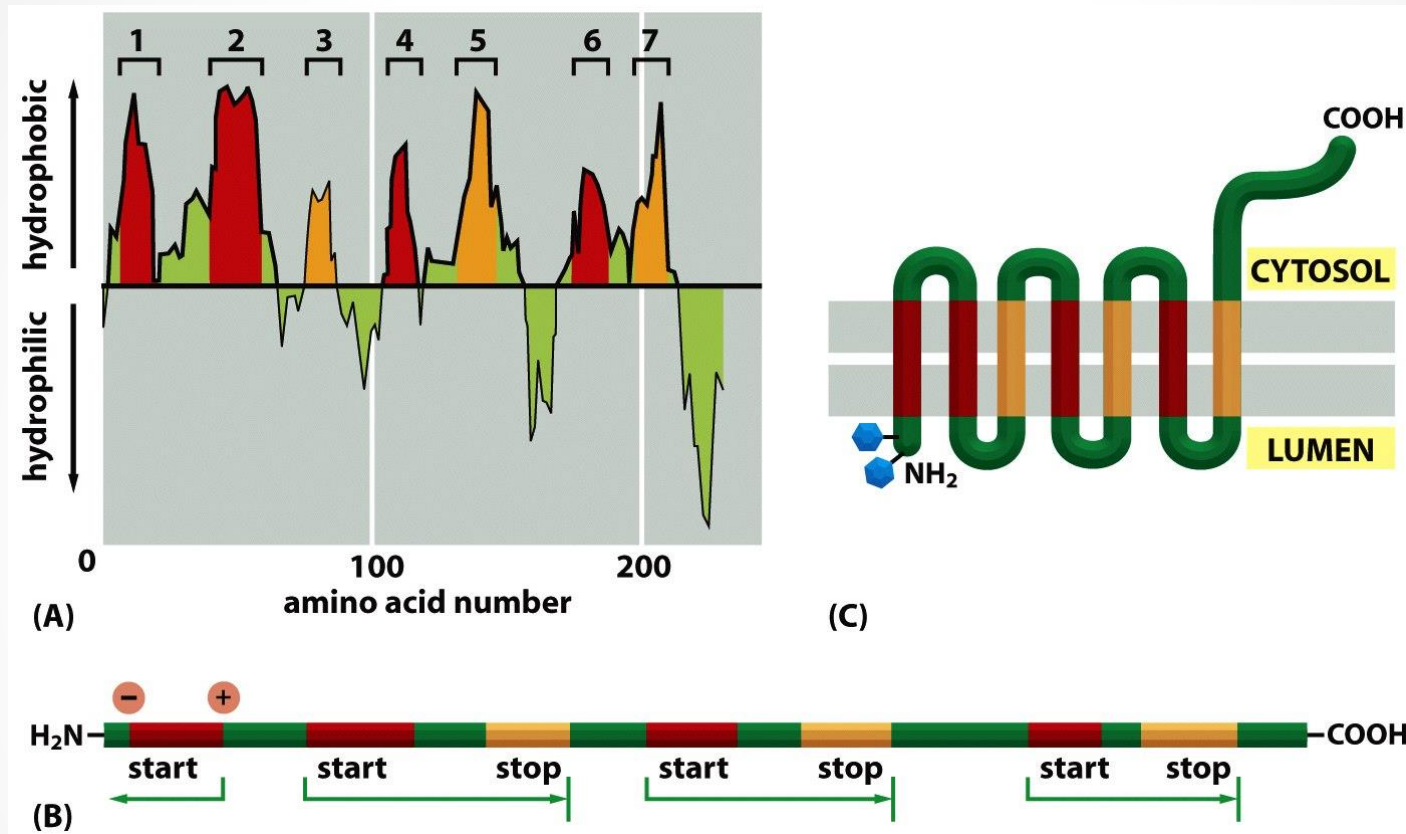 1 2 3 4 5 6 7
hydrophobic
hydrophilic
0 100 200
amino acid number
(A)
COOH
CYTOSOL
LUMEN
NH₂
(C)
− +
H₂N COOH
start start stop start stop start stop
(B)